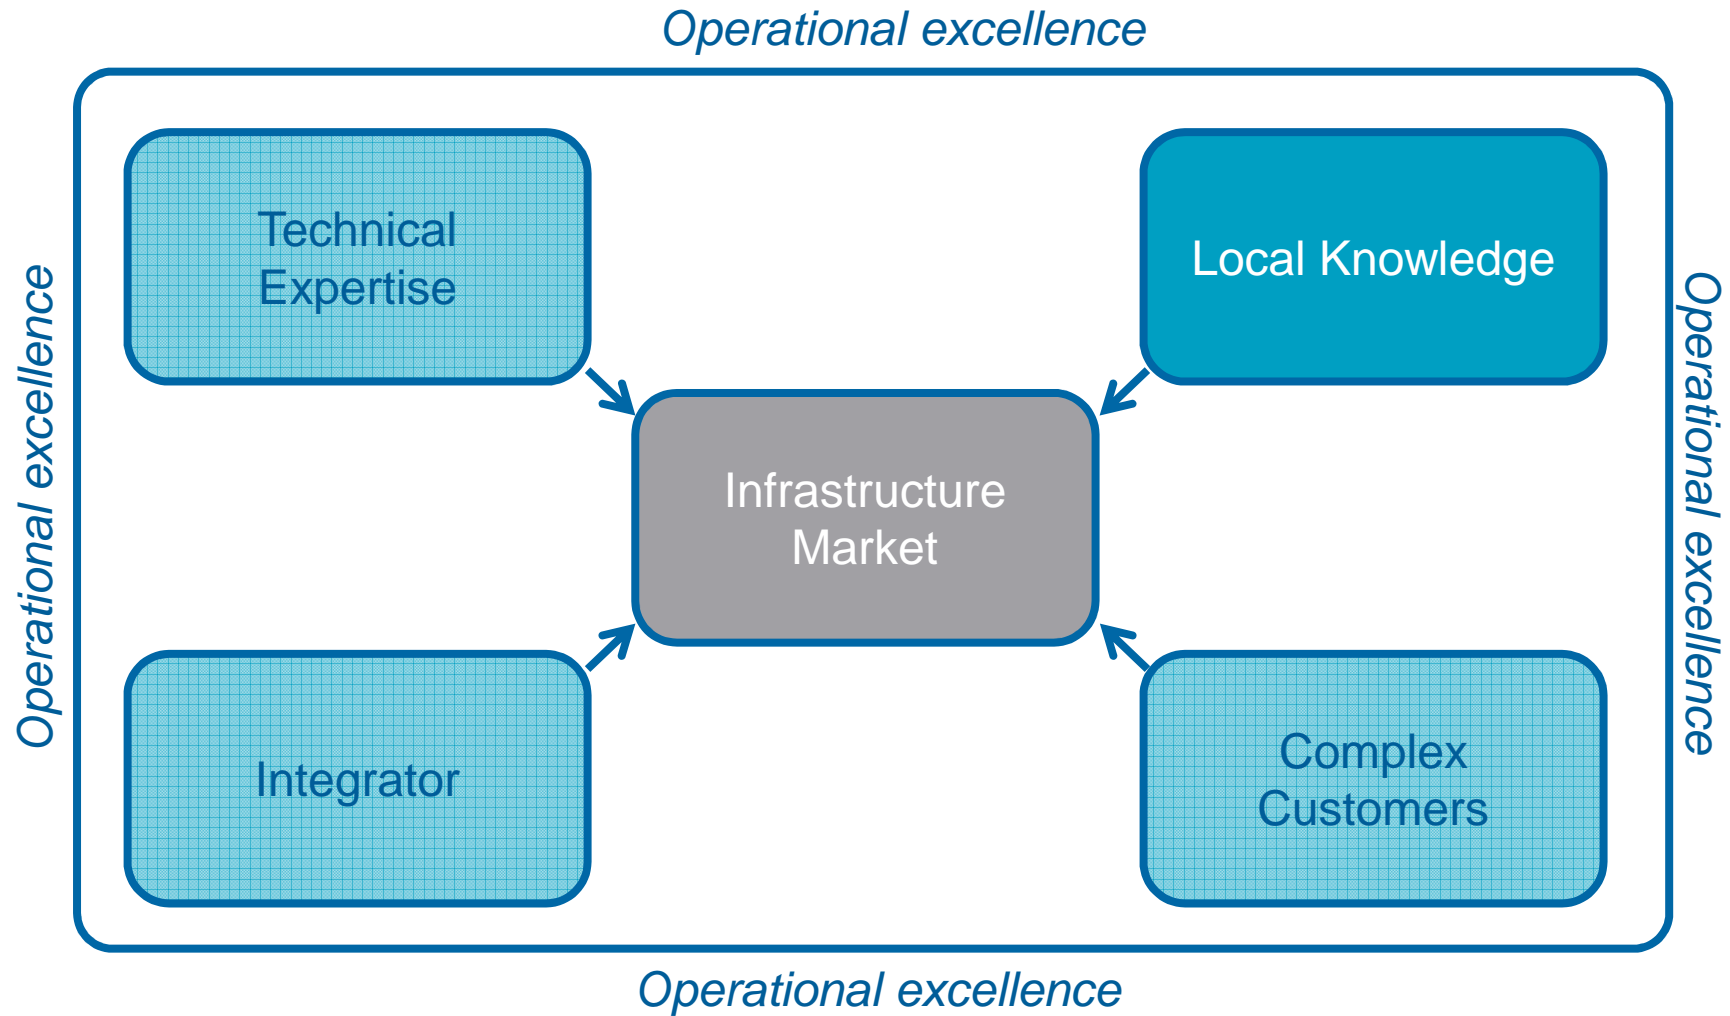 Operational excellence
Operational excellence
Technical
Expertise
Local Knowledge
Operational excellence
Infrastructure
Market
Integrator
Complex
Customers
Operational excellence